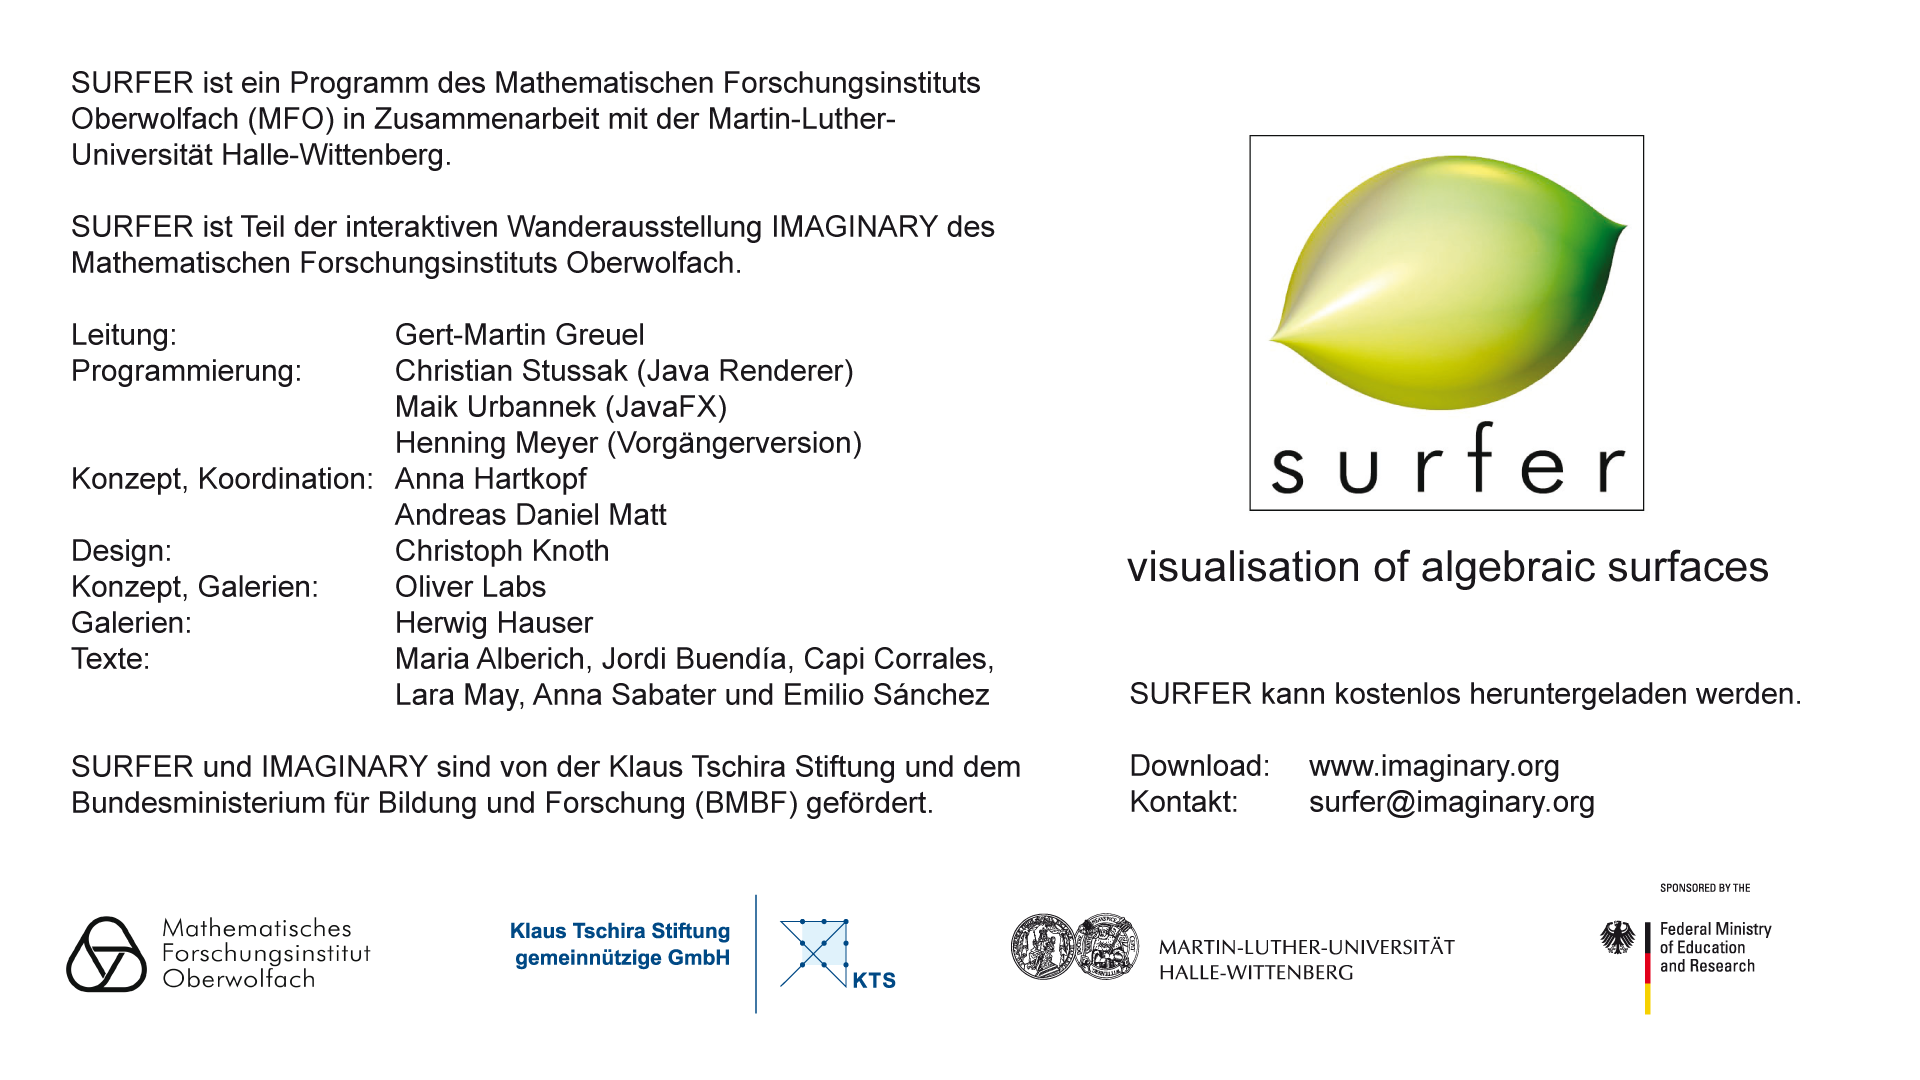 SURFER ist ein Programm des Mathematischen Forschungsinstituts
Oberwolfach (MFO) in Zusammenarbeit mit der Martin-Luther-
Universität Halle-Wittenberg.
SURFER ist Teil der interaktiven Wanderausstellung IMAGINARY des
Mathematischen Forschungsinstituts Oberwolfach.
Leitung: Gert-Martin Greuel
Programmierung: Christian Stussak (Java Renderer)
Maik Urbannek (JavaFX)
Henning Meyer (Vorgängerversion)
Konzept, Koordination: Anna Hartkopf
Andreas Daniel Matt
Design: Christoph Knoth
Konzept, Galerien: Oliver Labs
Galerien: Herwig Hauser
Texte: Maria Alberich, Jordi Buendía, Capi Corrales,
Lara May, Anna Sabater und Emilio Sánchez
SURFER und IMAGINARY sind von der Klaus Tschira Stiftung und dem
Bundesministerium für Bildung und Forschung (BMBF) gefördert.
surfer
visualisation of algebraic surfaces
SURFER kann kostenlos heruntergeladen werden.
Download: www.imaginary.org
Kontakt: surfer@imaginary.org
Mathematisches
Forschungsinstitut
Oberwolfach
Klaus Tschira Stiftung
gemeinnützige GmbH
KTS
MARTIN-LUTHER-UNIVERSITÄT
HALLE-WITTENBERG
SPONSORED BY THE
Federal Ministry
of Education
and Research